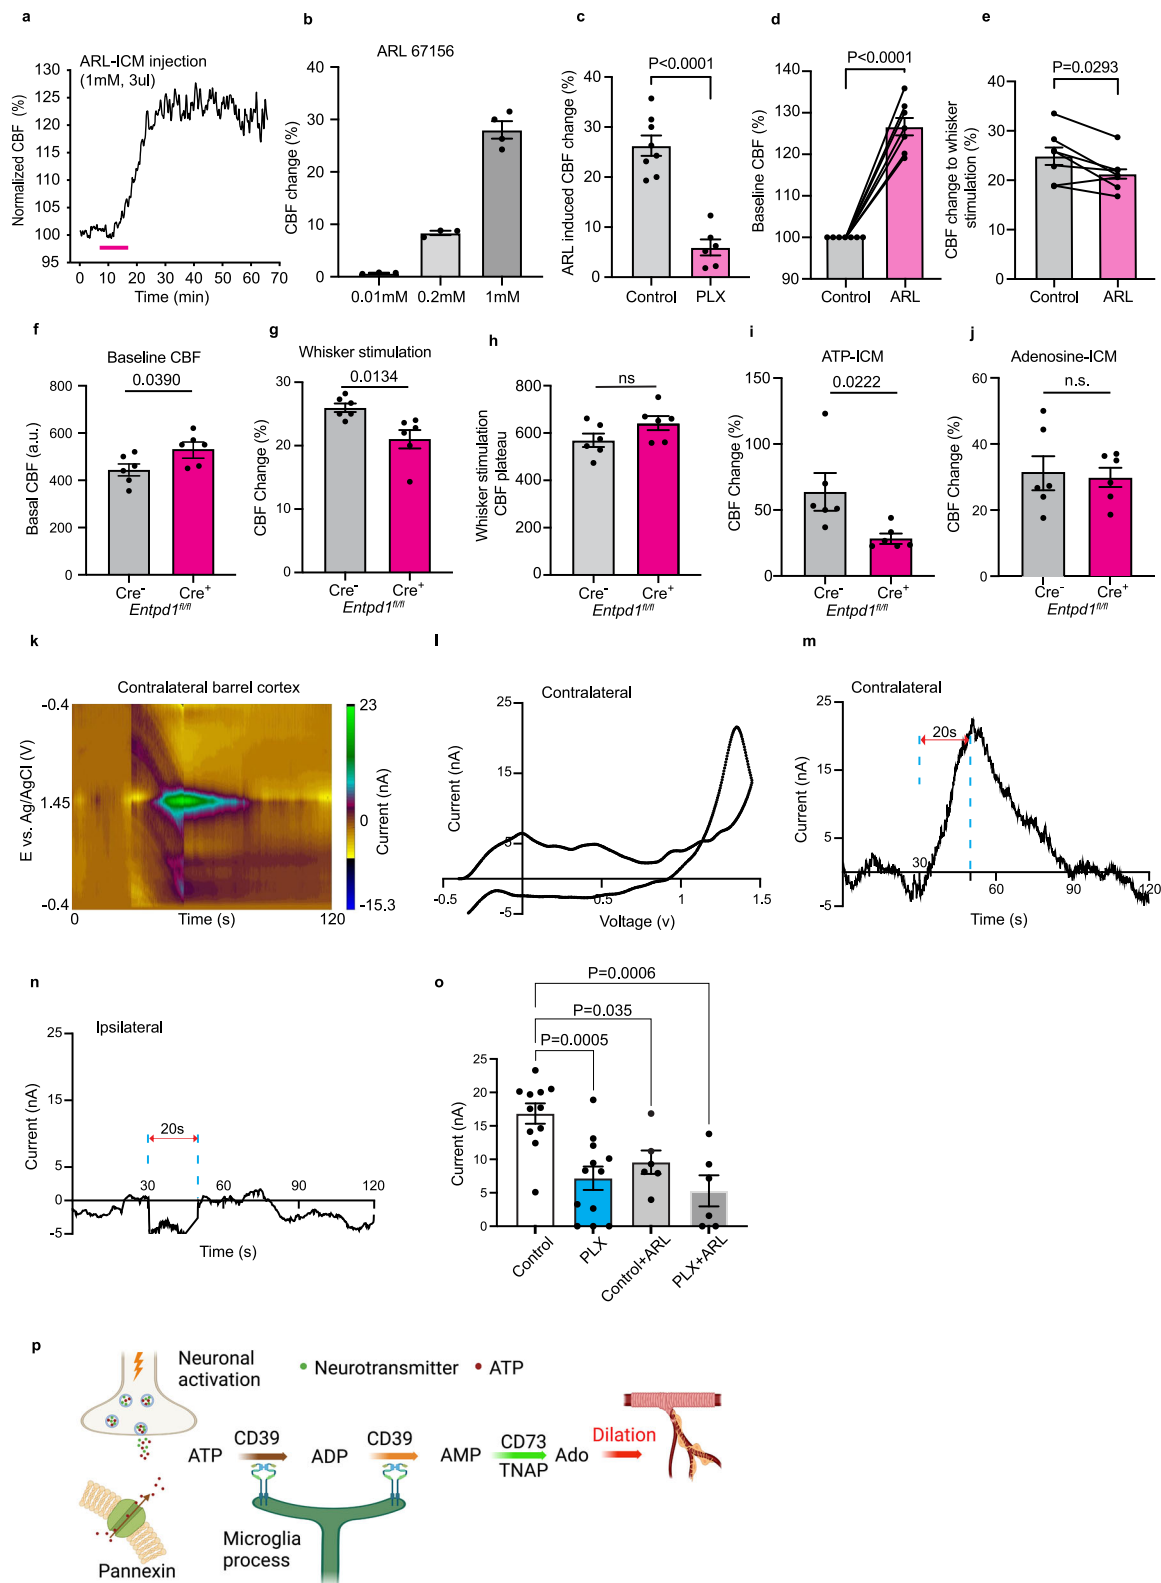 a
ARL-ICM injection
(1mM, 3ul)
Normalized CBF (%)
130
125
120
115
110
105
100
95
0 10 20 30 40 50 60 70
Time (min)
b
ARL 67156
CBF change (%)
40
30
20
10
0
0.01mM 0.2mM 1mM
c
P<0.0001
ARL induced CBF change (%)
40
30
20
10
0
Control PLX
d
P<0.0001
Baseline CBF (%)
140
130
120
110
100
90
Control ARL
e
P=0.0293
CBF change to whisker
stimulation (%)
40
30
20
10
0
Control ARL
f
Baseline CBF
0.0390
Basal CBF (a.u.)
800
600
400
200
0
Cre- Cre+
Entpd1fl/fl
g
Whisker stimulation
0.0134
CBF Change (%)
30
20
10
0
Cre- Cre+
Entpd1fl/fl
h
ns
Whisker stimulation
CBF plateau
800
600
400
200
0
Cre- Cre+
Entpd1fl/fl
i
ATP-ICM
0.0222
CBF Change (%)
150
100
50
0
Cre- Cre+
Entpd1fl/fl
j
Adenosine-ICM
n.s.
CBF Change (%)
60
40
20
0
Cre- Cre+
Entpd1fl/fl
k
Contralateral barrel cortex
E vs. Ag/AgCl (V)
-0.4
1.45
-0.4
0 Time (s) 120
23
0
-15.3
Current (nA)
l
Contralateral
Current (nA)
25
15
5
-5
-0.5 0.5 1 1.5
Voltage (v)
m
Contralateral
20s
Current (nA)
25
15
5
-5
30 60 90 120
Time (s)
n
Ipsilateral
20s
Current (nA)
25
15
5
0
-5
30 60 90 120
Time (s)
o
P=0.0006
P=0.035
P=0.0005
Current (nA)
25
20
15
10
5
0
Control PLX Control+ARL PLX+ARL
p
Neuronal
activation
Neurotransmitter ATP
ATP CD39 ADP CD39 AMP CD73
TNAP Ado Dilation
Microglia
process
Pannexin